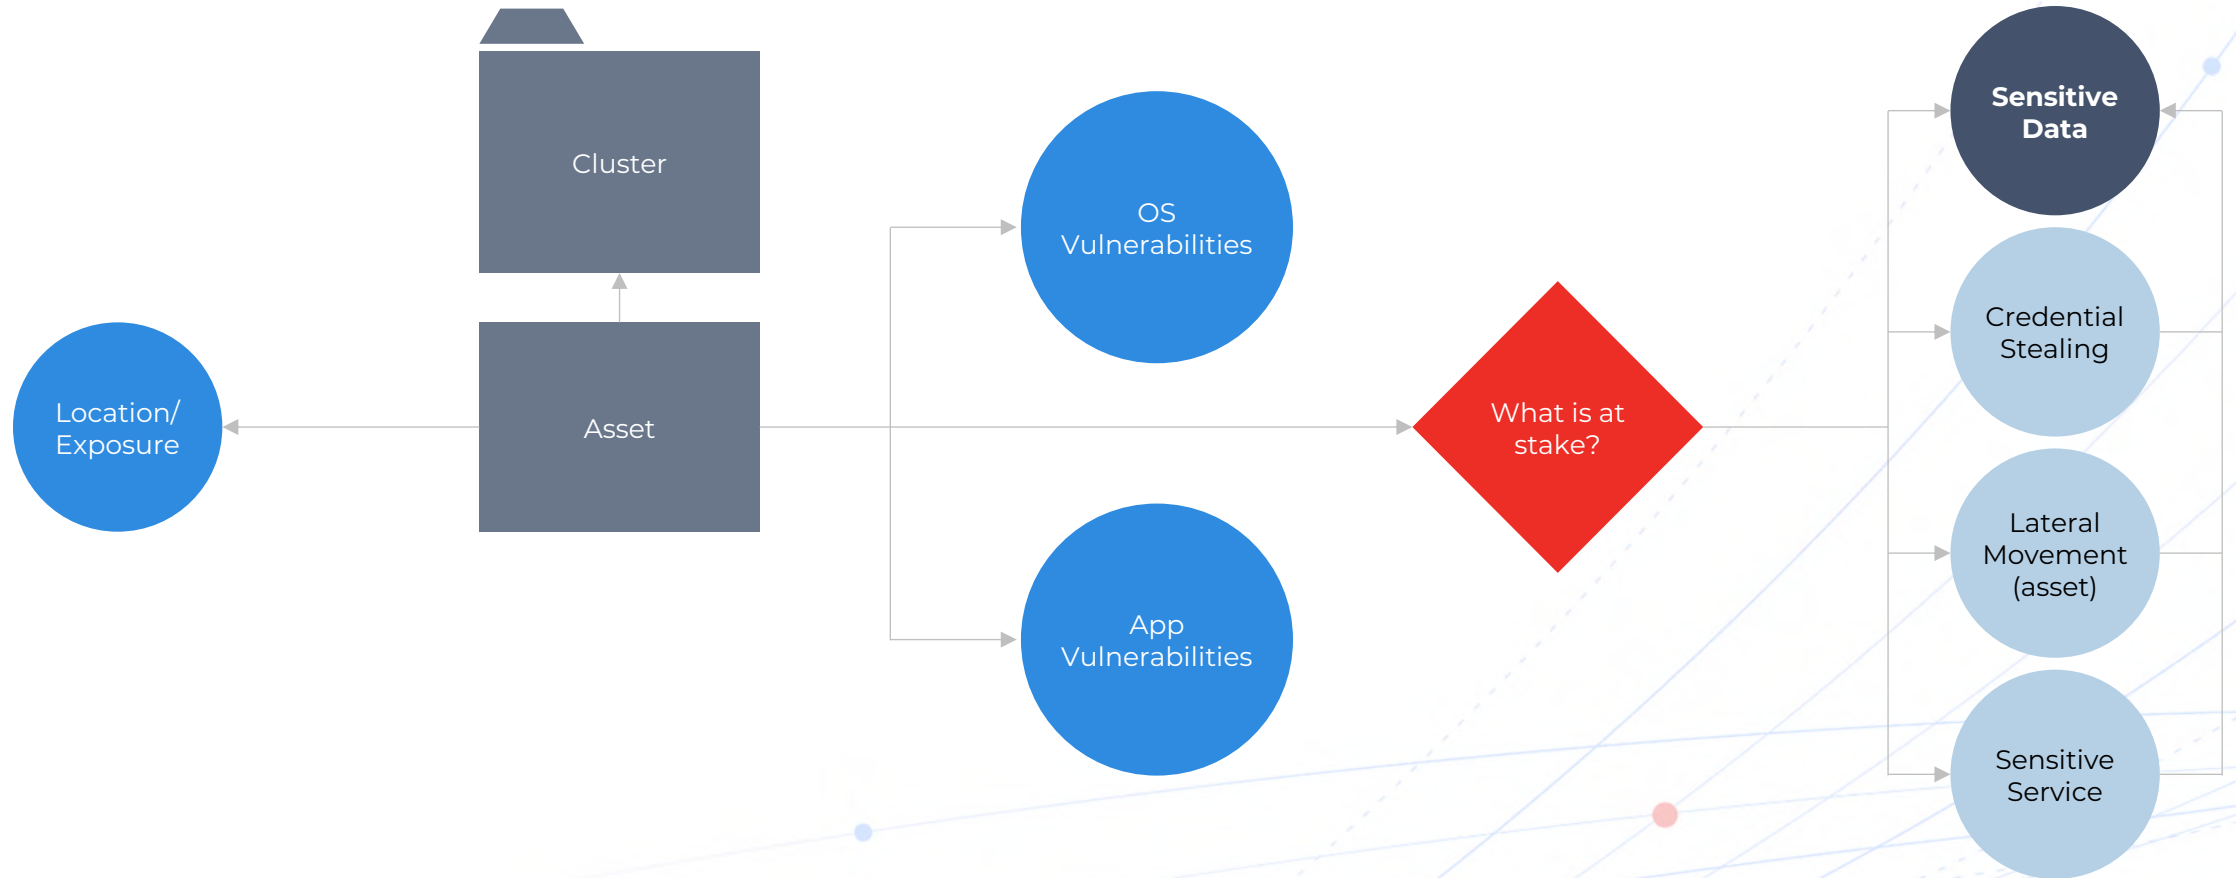 Cluster
Location/
Exposure
Asset
OS
Vulnerabilities
App
Vulnerabilities
What is at
stake?
Sensitive
Data
Credential
Stealing
Lateral
Movement
(asset)
Sensitive
Service